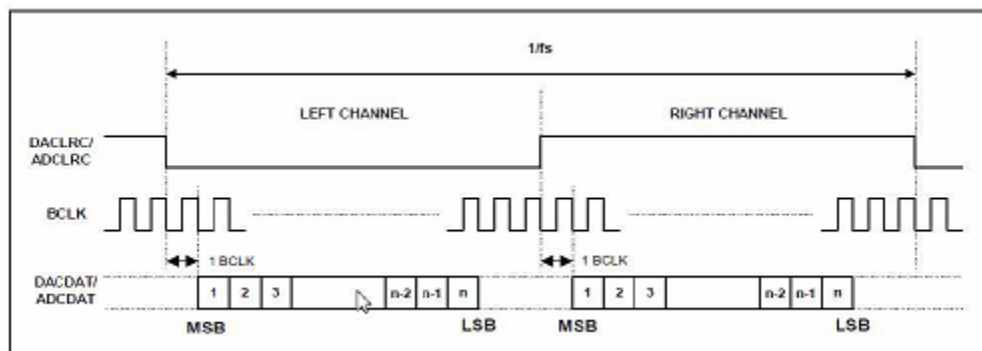 1/fs
LEFT CHANNEL RIGHT CHANNEL
DACLRC/
ADCLRC
BCLK
1 BCLK 1 BCLK
DACDAT/
ADCDAT
1 2 3 n-2 n-1 n 1 2 3 n-2 n-1 n
MSB LSB MSB LSB